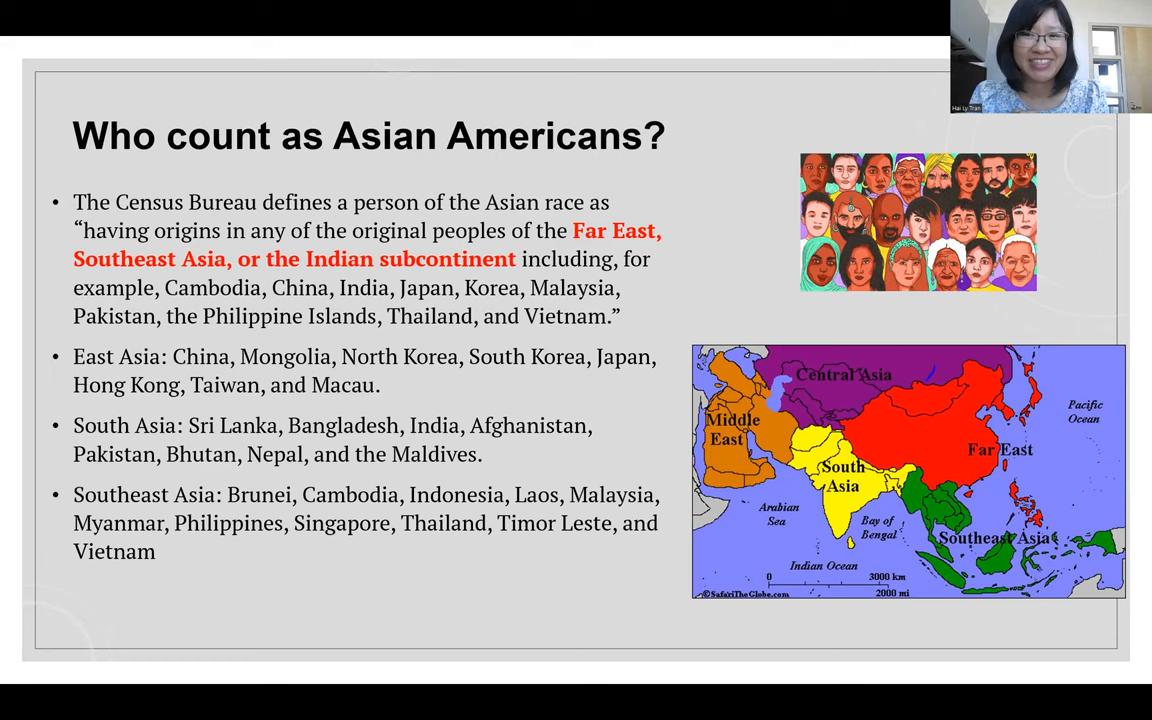 Who count as Asian Americans?
• The Census Bureau defines a person of the Asian race as
“having origins in any of the original peoples of the Far East,
Southeast Asia, or the Indian subcontinent including, for
example, Cambodia, China, India, Japan, Korea, Malaysia,
Pakistan, the Philippine Islands, Thailand, and Vietnam.”
• East Asia: China, Mongolia, North Korea, South Korea, Japan,
Hong Kong, Taiwan, and Macau.
• South Asia: Sri Lanka, Bangladesh, India, Afghanistan,
Pakistan, Bhutan, Nepal, and the Maldives.
• Southeast Asia: Brunei, Cambodia, Indonesia, Laos, Malaysia,
Myanmar, Philippines, Singapore, Thailand, Timor Leste, and
Vietnam
Hai Ly Tran
Central Asia
Middle
East
Pacific
Ocean
Far East
South
Asia
Arabian
Sea
Bay of
Bengal
Southeast Asia
Indian Ocean
0 3000 km
2000 mi
©SafariTheGlobe.com